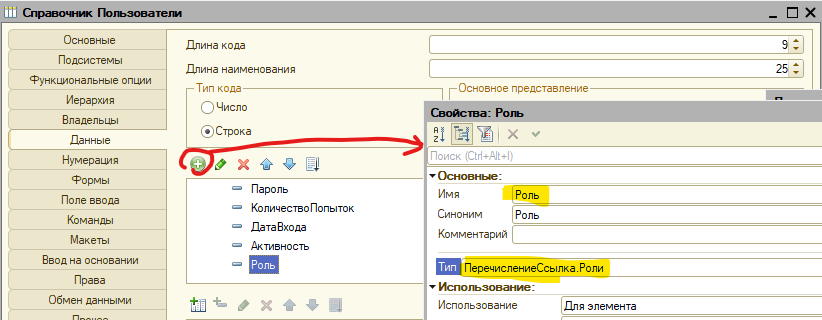 Справочник Пользователи
Основные
Подсистемы
Функциональные опции
Иерархия
Владельцы
Данные
Нумерация
Формы
Поле ввода
Команды
Макеты
Ввод на основании
Права
Обмен данными
Длина кода
9
Длина наименования
25
Тип кода
Число
Строка
Основное представление
Пароль
КоличествоПопыток
ДатаВхода
Активность
Роль
Свойства: Роль
Поиск (Ctrl+Alt+I)
Основные:
Имя
Роль
Синоним
Роль
Комментарий
Тип
ПеречислениеСсылка.Роли
Использование:
Использование
Для элемента